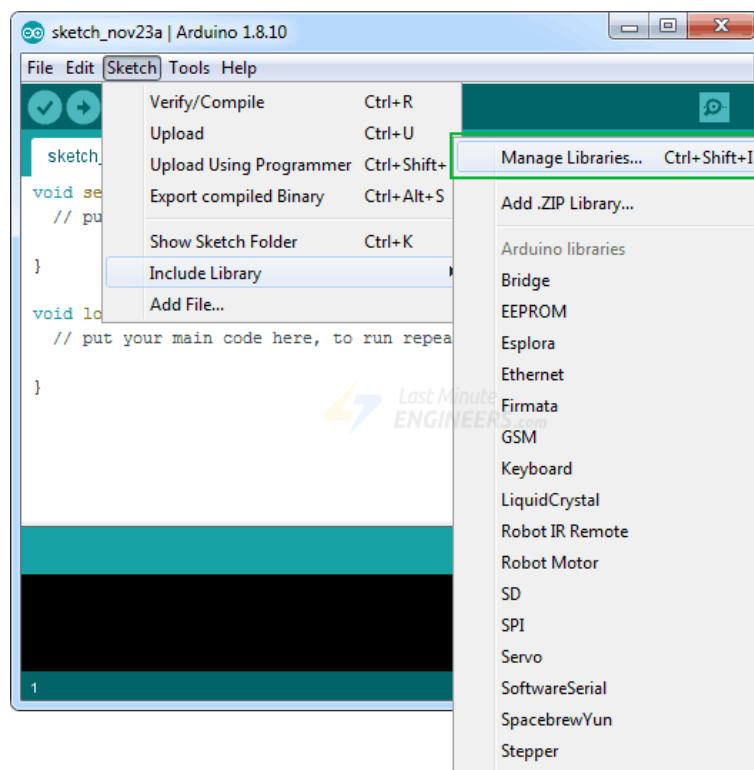 sketch_nov23a | Arduino 1.8.10
File Edit Sketch Tools Help
Verify/Compile Ctrl+R
Upload Ctrl+U
Upload Using Programmer Ctrl+Shift+
Export compiled Binary Ctrl+Alt+S
Show Sketch Folder Ctrl+K
Include Library
Add File...
sketch_
void se
// pu
}
void lo
// put your main code here, to run repea
}
Last Minute
ENGINEERS.com
1
Manage Libraries... Ctrl+Shift+I
Add .ZIP Library...
Arduino libraries
Bridge
EEPROM
Esplora
Ethernet
Firmata
GSM
Keyboard
LiquidCrystal
Robot IR Remote
Robot Motor
SD
SPI
Servo
SoftwareSerial
SpacebrewYun
Stepper